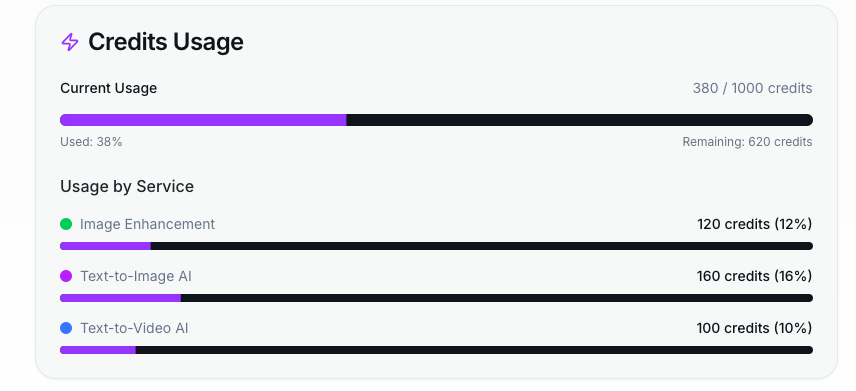 Credits Usage
Current Usage 380 / 1000 credits
Used: 38% Remaining: 620 credits
Usage by Service
Image Enhancement 120 credits (12%)
Text-to-Image AI 160 credits (16%)
Text-to-Video AI 100 credits (10%)